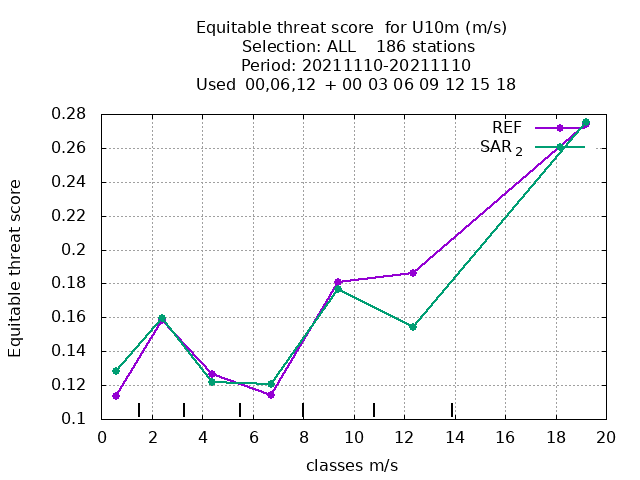 Equitable threat score  for U10m (m/s)
Selection: ALL    186 stations
Period: 20211110-20211110
Used  00,06,12  + 00 03 06 09 12 15 18
REF
SAR 2
0.28
0.26
0.24
0.22
0.2
0.18
0.16
0.14
0.12
0.1
Equitable threat score
0 2 4 6 8 10 12 14 16 18 20
classes m/s